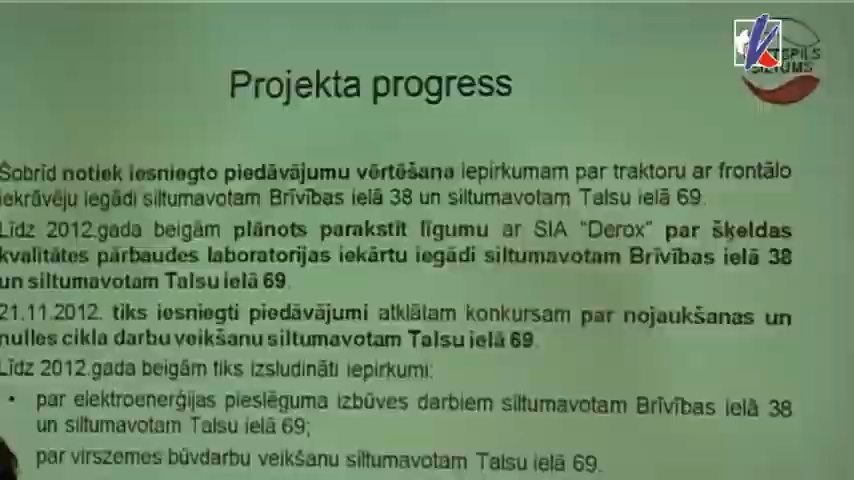 Projekta progress
Šobrīd notiek iesniegto piedāvājumu vērtēšana iepirkumam par traktoru ar frontālo
iekrāvēju iegādi siltumavotam Brīvības ielā 38 un siltumavotam Talsu ielā 69.
Līdz 2012.gada beigām plānots parakstīt līgumu ar SIA “Derox” par šķeldas
kvalitātes pārbaudes laboratorijas iekārtu iegādi siltumavotam Brīvības ielā 38
un siltumavotam Talsu ielā 69.
21.11.2012. tiks iesniegti piedāvājumi atklātam konkursam par nojaukšanas un
nulles cikla darbu veikšanu siltumavotam Talsu ielā 69.
Līdz 2012.gada beigām tiks izsludināti iepirkumi:
• par elektroenerģijas pieslēguma izbūves darbiem siltumavotam Brīvības ielā 38
un siltumavotam Talsu ielā 69;
par virszemes būvdarbu veikšanu siltumavotam Talsu ielā 69.